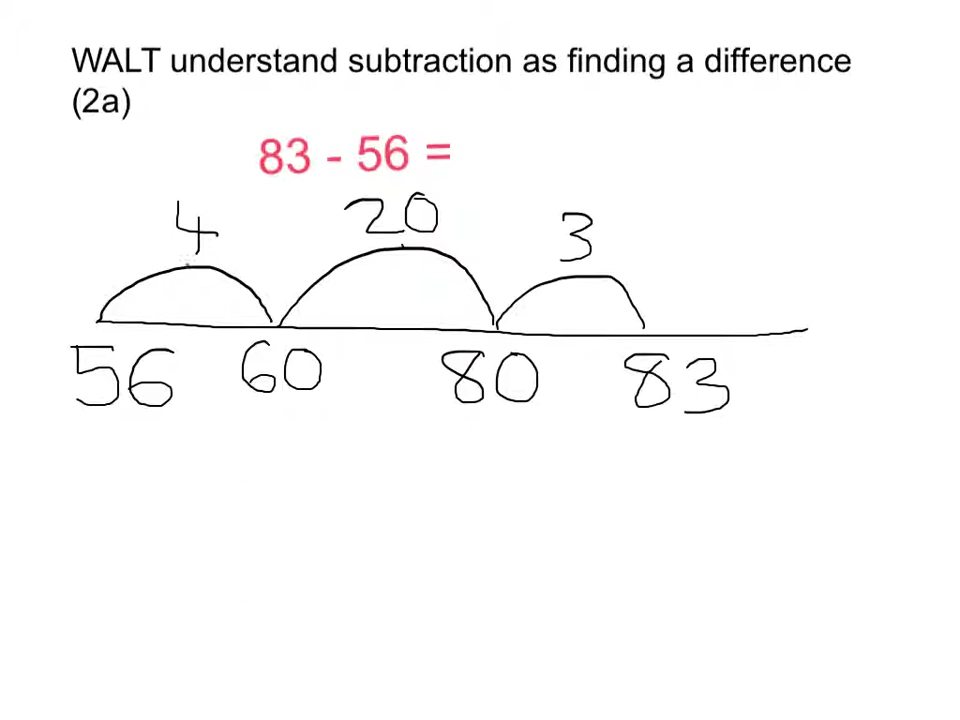 WALT understand subtraction as finding a difference
(2a)
83 - 56 =
4 20 3
56 60 80 83